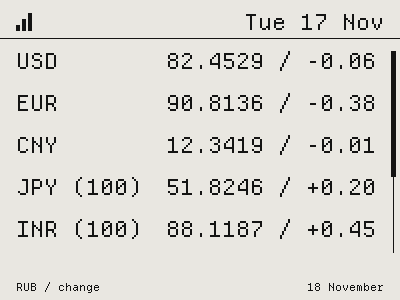 Tue 17 Nov
USD 82.4529 / -0.06
EUR 90.8136 / -0.38
CNY 12.3419 / -0.01
JPY (100) 51.8246 / +0.20
INR (100) 88.1187 / +0.45
RUB / change 18 November